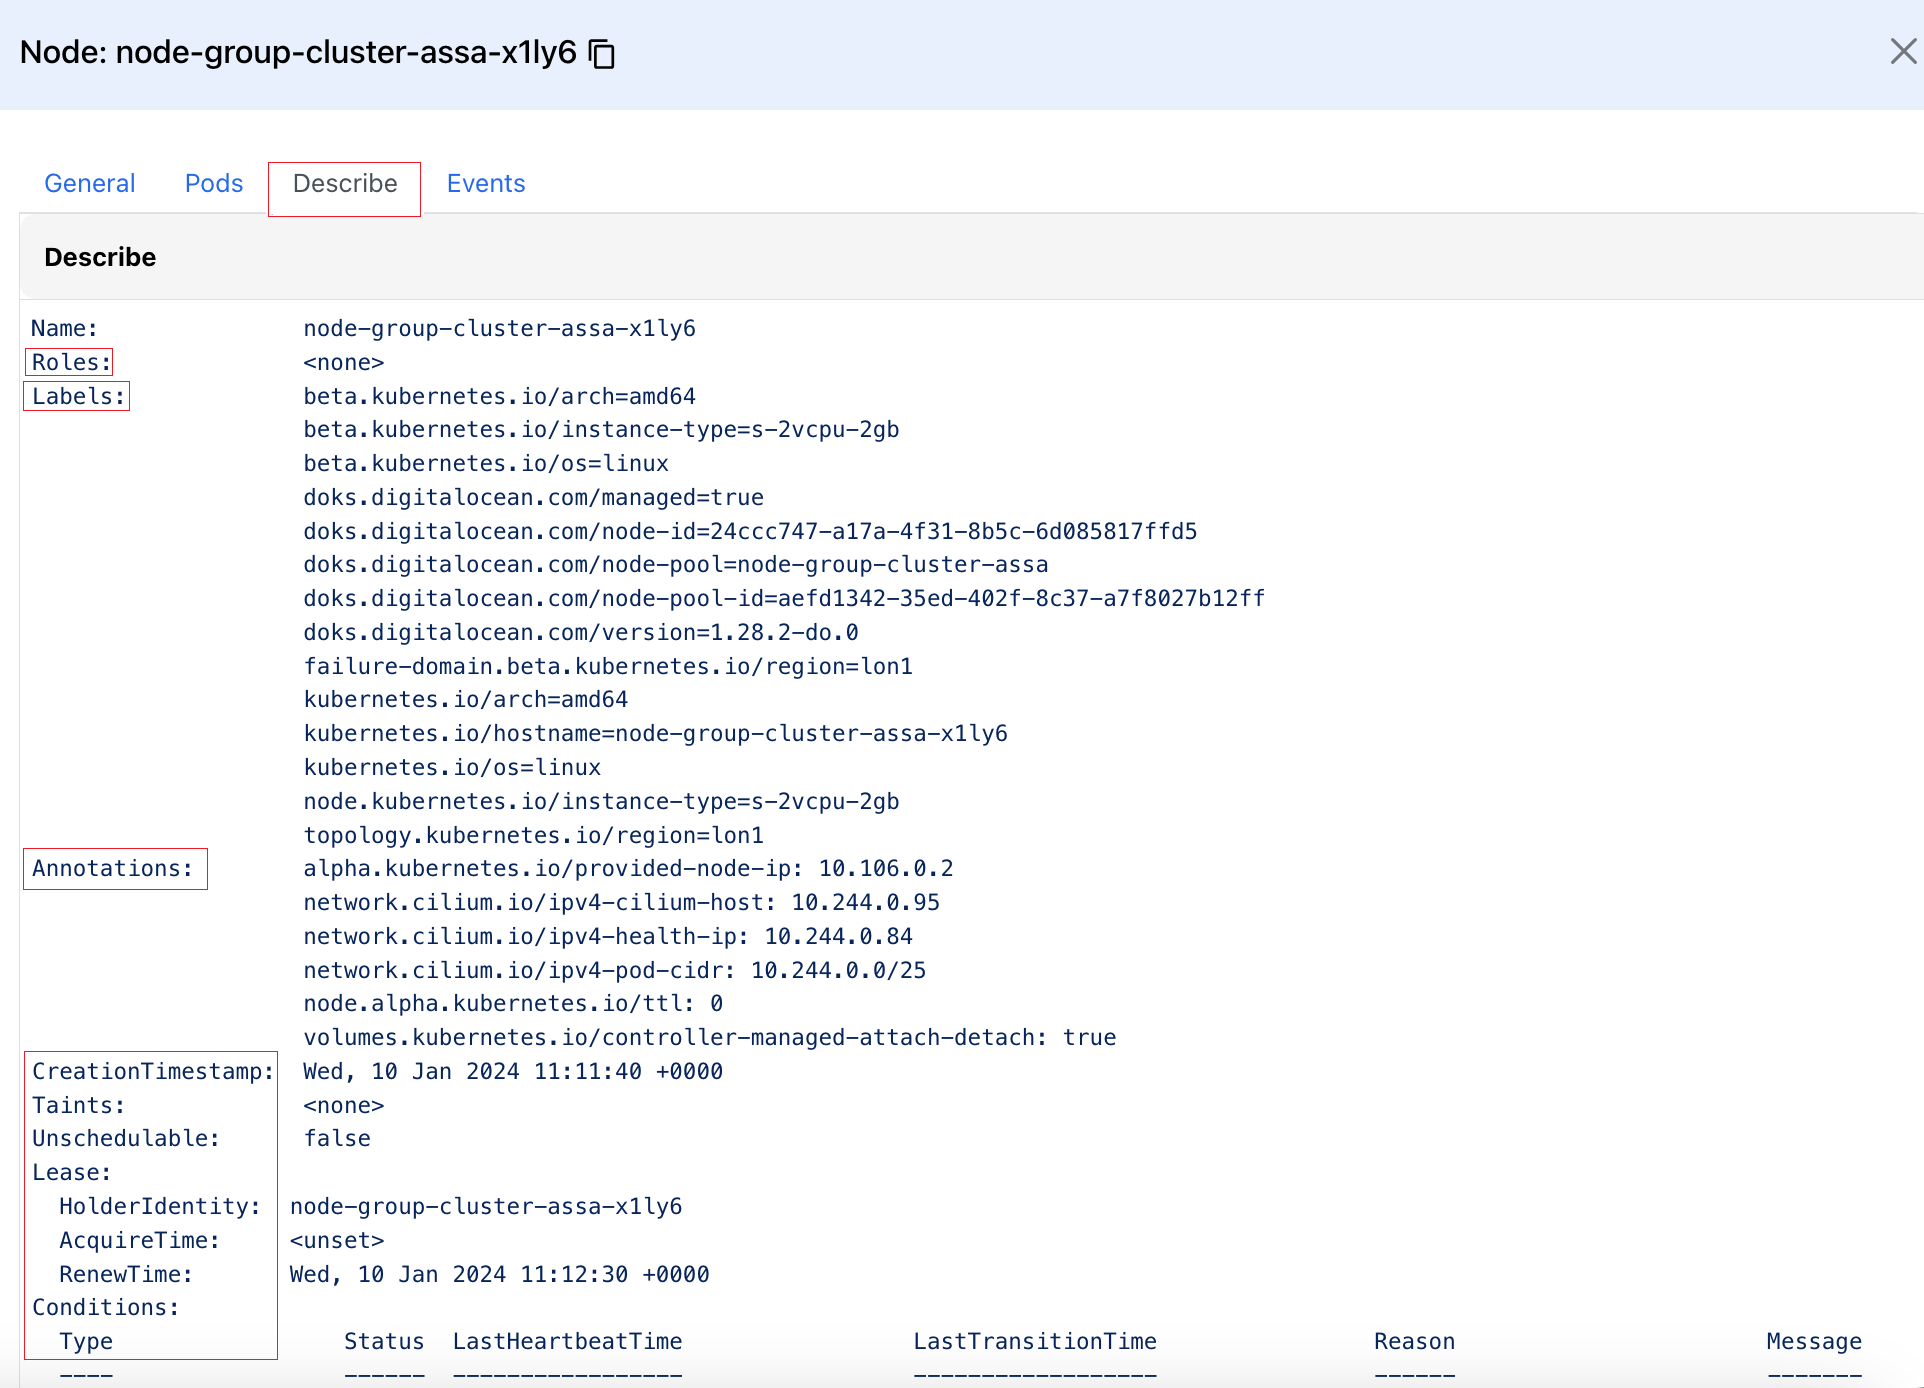 Node: node-group-cluster-assa-x1ly6
General Pods Describe Events
Describe
Name: node-group-cluster-assa-x1ly6
Roles: <none>
Labels: beta.kubernetes.io/arch=amd64
beta.kubernetes.io/instance-type=s-2vcpu-2gb
beta.kubernetes.io/os=linux
doks.digitalocean.com/managed=true
doks.digitalocean.com/node-id=24ccc747-a17a-4f31-8b5c-6d085817ffd5
doks.digitalocean.com/node-pool=node-group-cluster-assa
doks.digitalocean.com/node-pool-id=aefd1342-35ed-402f-8c37-a7f8027b12ff
doks.digitalocean.com/version=1.28.2-do.0
failure-domain.beta.kubernetes.io/region=lon1
kubernetes.io/arch=amd64
kubernetes.io/hostname=node-group-cluster-assa-x1ly6
kubernetes.io/os=linux
node.kubernetes.io/instance-type=s-2vcpu-2gb
topology.kubernetes.io/region=lon1
Annotations: alpha.kubernetes.io/provided-node-ip: 10.106.0.2
network.cilium.io/ipv4-cilium-host: 10.244.0.95
network.cilium.io/ipv4-health-ip: 10.244.0.84
network.cilium.io/ipv4-pod-cidr: 10.244.0.0/25
node.alpha.kubernetes.io/ttl: 0
volumes.kubernetes.io/controller-managed-attach-detach: true
CreationTimestamp: Wed, 10 Jan 2024 11:11:40 +0000
Taints: <none>
Unschedulable: false
Lease:
HolderIdentity: node-group-cluster-assa-x1ly6
AcquireTime: <unset>
RenewTime: Wed, 10 Jan 2024 11:12:30 +0000
Conditions:
Type Status LastHeartbeatTime LastTransitionTime Reason Message
---- ------ ----------------- ------------------ ------ -------